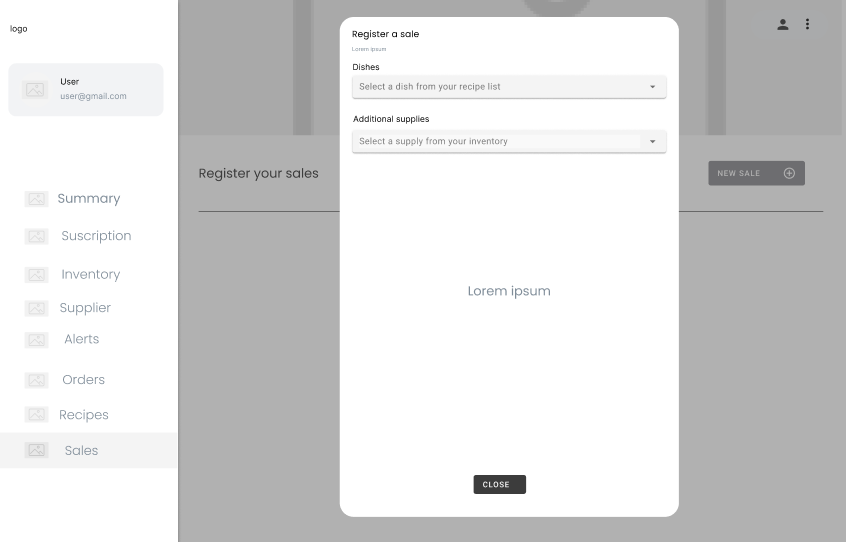 logo
User
user@gmail.com
Summary
Suscription
Inventory
Supplier
Alerts
Orders
Recipes
Sales
Register your sales
NEW SALE
Register a sale
Lorem ipsum
Dishes
Select a dish from your recipe list
Additional supplies
Select a supply from your inventory
Lorem ipsum
CLOSE